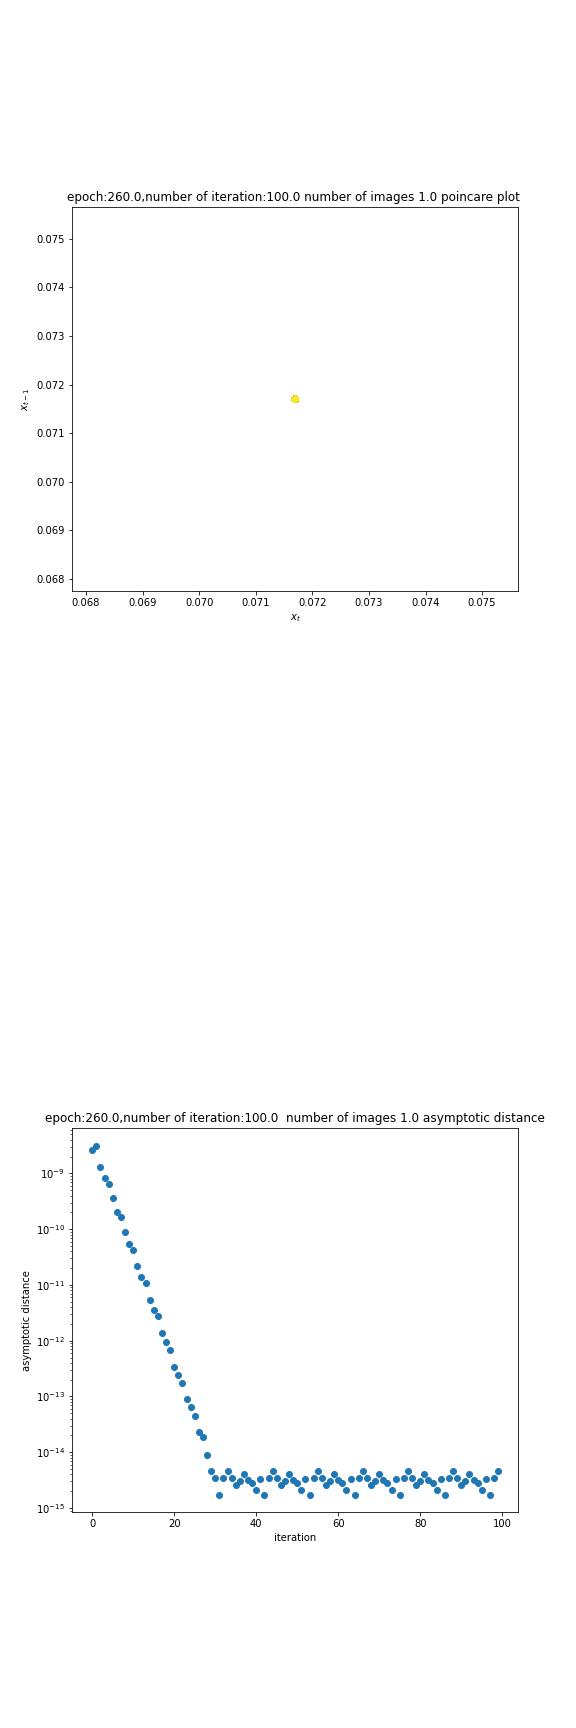 epoch:260.0,number of iteration:100.0 number of images 1.0 poincare plot
0.075
0.074
0.073
0.072
0.071
0.070
0.069
0.068
x_{t-1}
0.068 0.069 0.070 0.071 0.072 0.073 0.074 0.075
x_t
epoch:260.0,number of iteration:100.0  number of images 1.0 asymptotic distance
10^{-9}
10^{-10}
10^{-11}
10^{-12}
10^{-13}
10^{-14}
10^{-15}
asymptotic distance
0 20 40 60 80 100
iteration